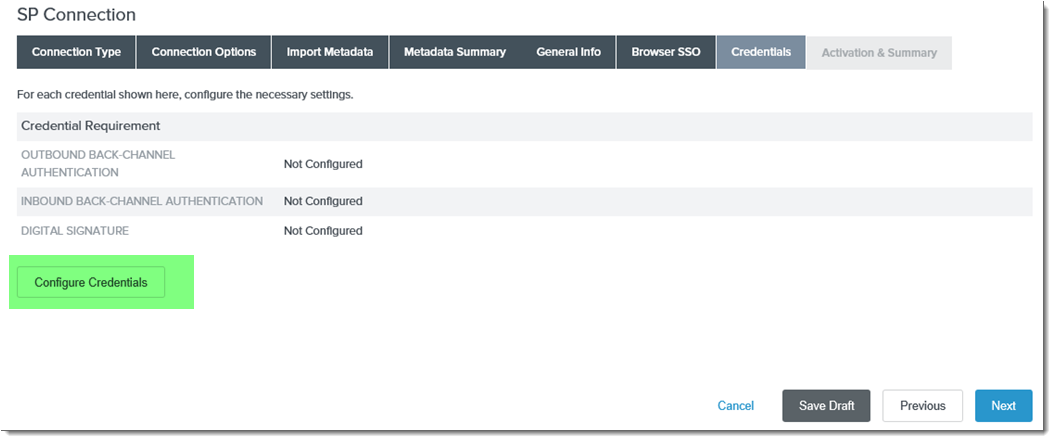 SP Connection
Connection Type Connection Options Import Metadata Metadata Summary General Info Browser SSO Credentials Activation & Summary
For each credential shown here, configure the necessary settings.
Credential Requirement
OUTBOUND BACK-CHANNEL
AUTHENTICATION Not Configured
INBOUND BACK-CHANNEL AUTHENTICATION Not Configured
DIGITAL SIGNATURE Not Configured
Configure Credentials
Cancel Save Draft Previous Next